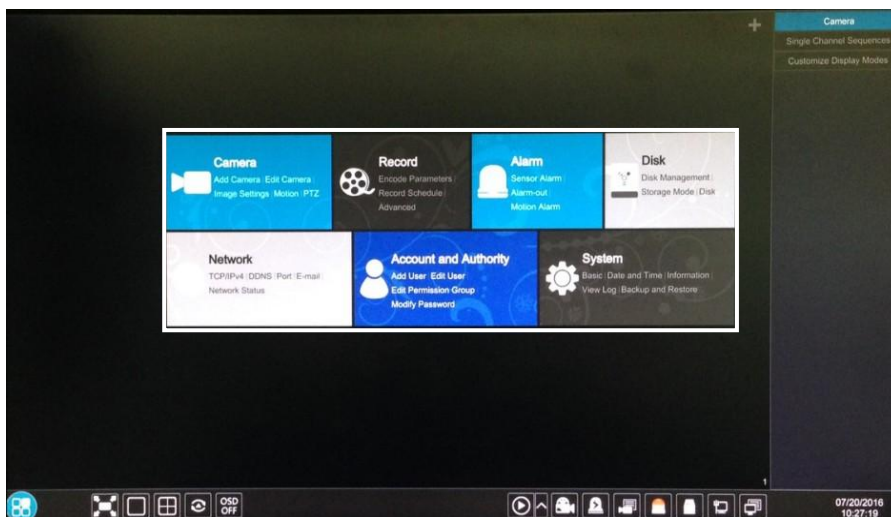 Camera
Single Channel Sequences
Customize Display Modes
Camera
Add Camera | Edit Camera |
Image Settings | Motion | PTZ
Record
Encode Parameters |
Record Schedule |
Advanced
Alarm
Sensor Alarm |
Alarm-out |
Motion Alarm
Disk
Disk Management |
Storage Mode | Disk
Network
TCP/IPv4 | DDNS | Port | E-mail |
Network Status
Account and Authority
Add User | Edit User |
Edit Permission Group |
Modify Password
System
Basic | Date and Time | Information |
View Log | Backup and Restore
1
OSD
OFF
07/20/2016
10:27:19